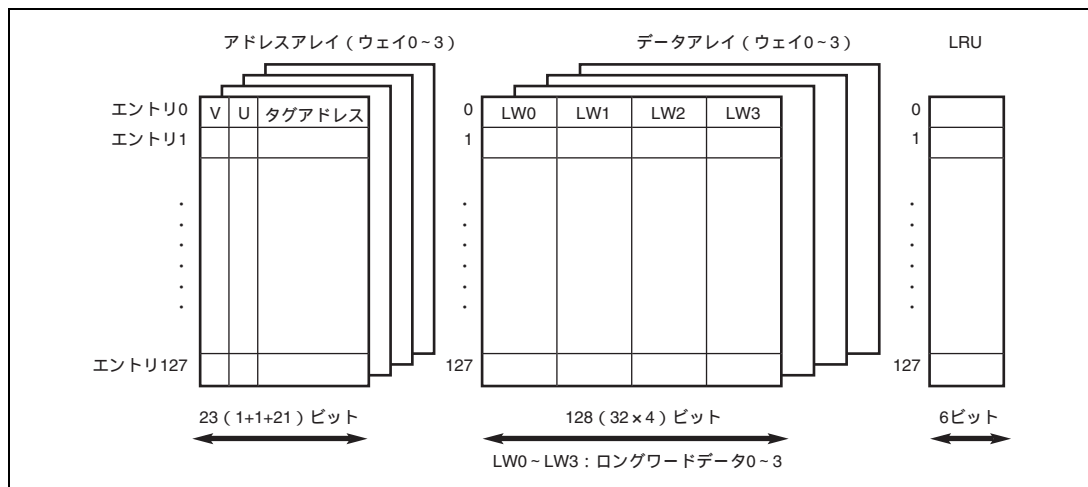 アドレスアレイ(ウェイ0~3)
データアレイ(ウェイ0~3)
LRU
エントリ0
V
U
タグアドレス
0
LW0
LW1
LW2
LW3
0
エントリ1
1
1
エントリ127
127
127
23(1+1+21)ビット
128(32×4)ビット
6ビット
LW0~LW3:ロングワードデータ0~3